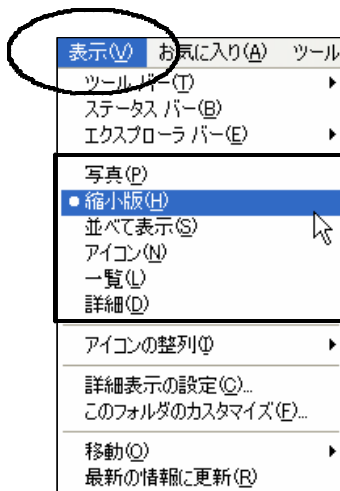 表示(V) お気に入り(A) ツール
ツール バー(T)
ステータス バー(B)
エクスプローラ バー(E)
写真(P)
縮小版(H)
並べて表示(S)
アイコン(N)
一覧(L)
詳細(D)
アイコンの整列(I)
詳細表示の設定(C)...
このフォルダのカスタマイズ(F)...
移動(O)
最新の情報に更新(R)